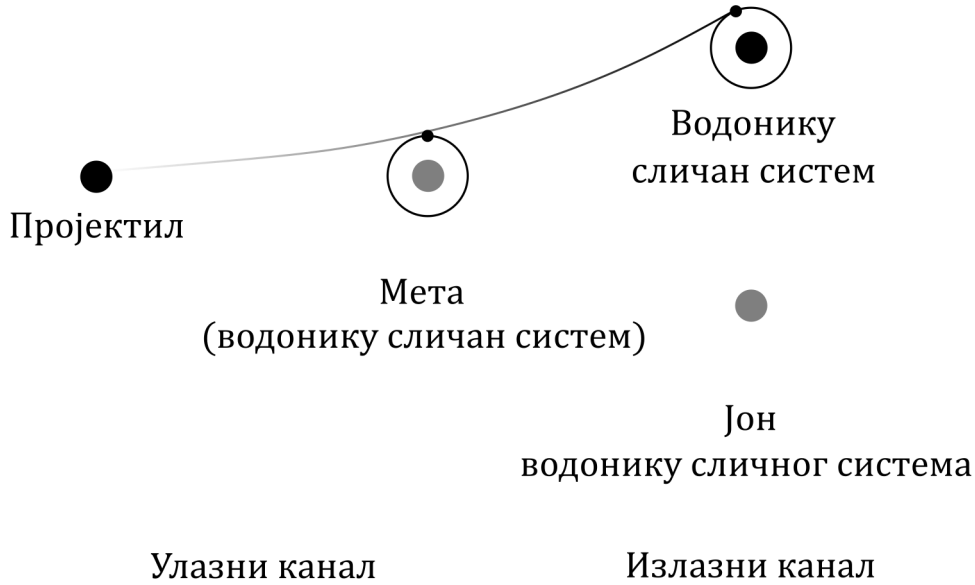 Водонику
сличан систем
Пројектил
Мета
(водонику сличан систем)
Јон
водонику сличног система
Улазни канал
Излазни канал